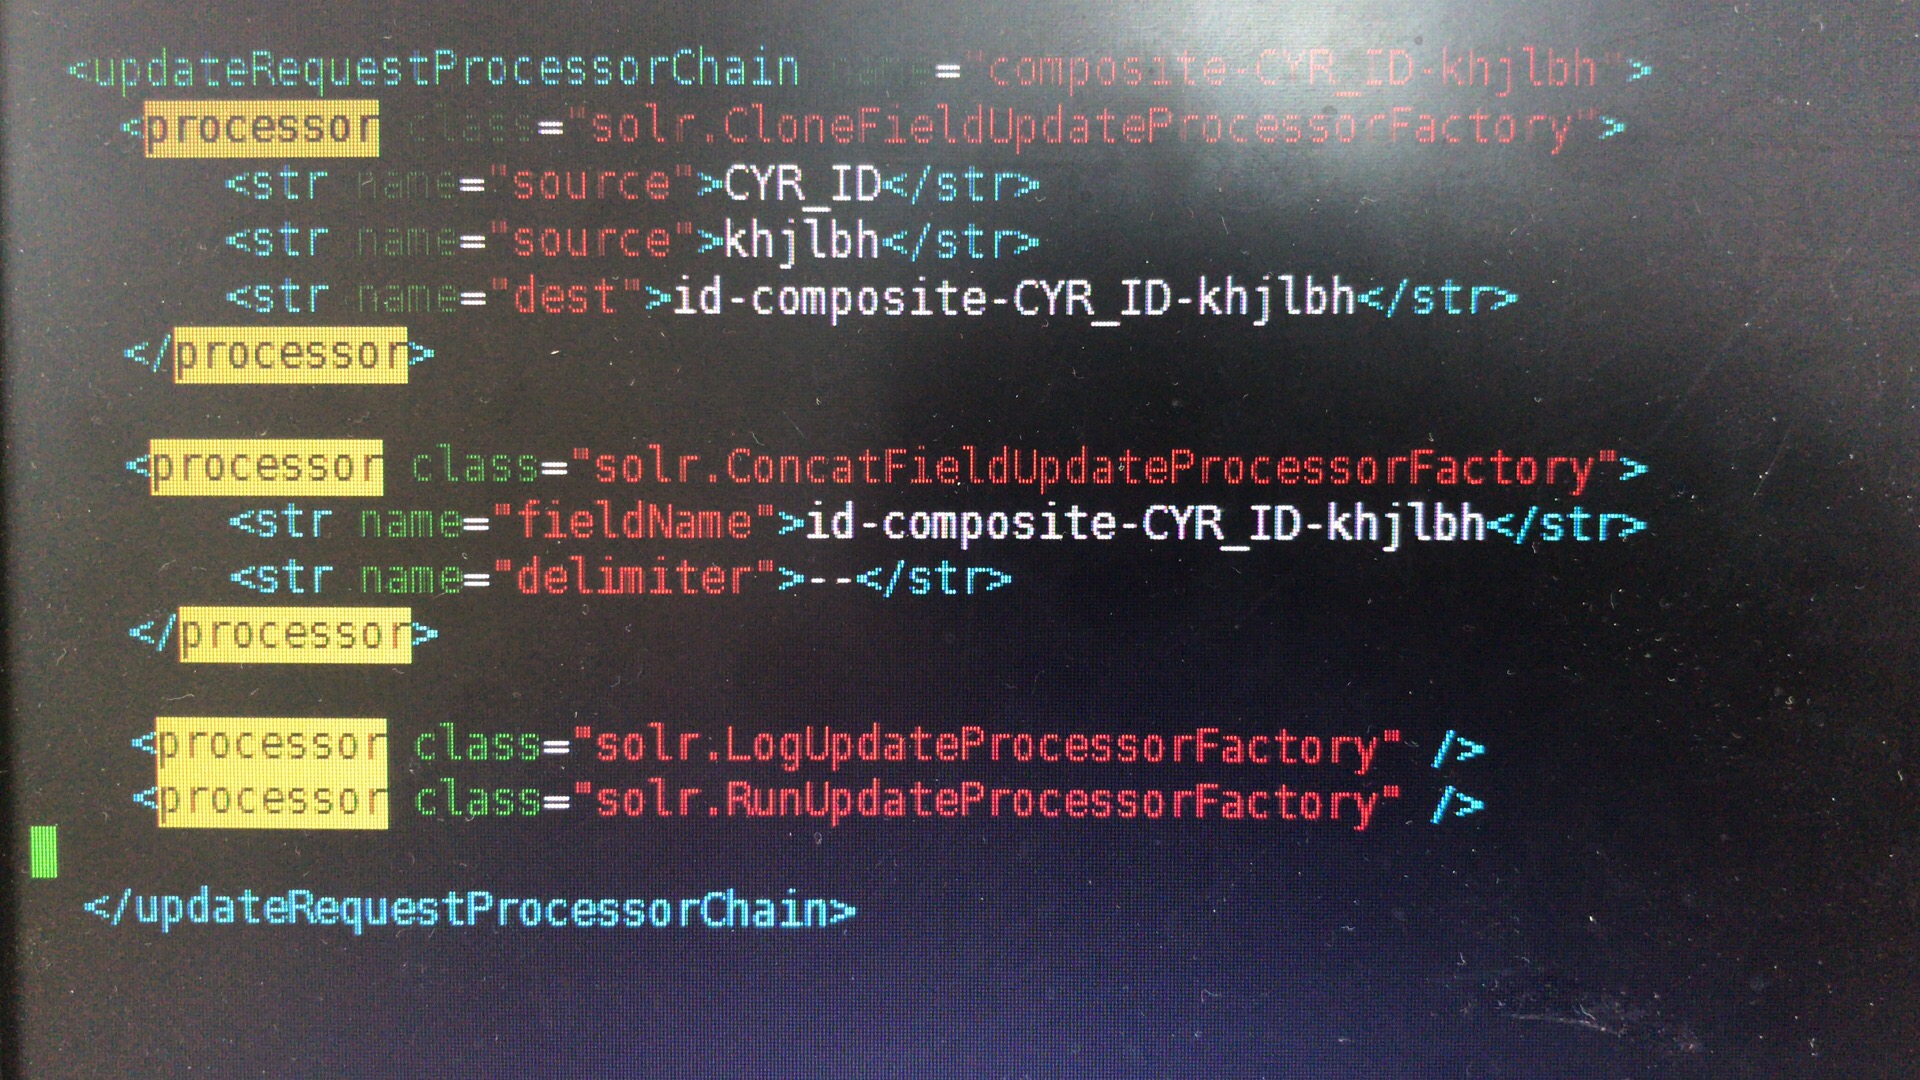 <updateRequestProcessorChain name="composite-CYR_ID-khjlbh">
<processor class="solr.CloneFieldUpdateProcessorFactory">
<str name="source">CYR_ID</str>
<str name="source">khjlbh</str>
<str name="dest">id-composite-CYR_ID-khjlbh</str>
</processor>
<processor class="solr.ConcatFieldUpdateProcessorFactory">
<str name="fieldName">id-composite-CYR_ID-khjlbh</str>
<str name="delimiter">--</str>
</processor>
<processor class="solr.LogUpdateProcessorFactory" />
<processor class="solr.RunUpdateProcessorFactory" />
</updateRequestProcessorChain>